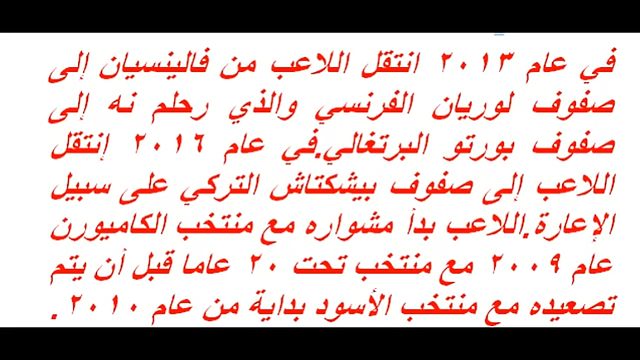 في عام ٢٠١٣ انتقل اللاعب من فالينسيان إلى
صفوف لوريان الفرنسي والذي رحلم نه إلى
صفوف بورتو البرتغالي.في عام ٢٠١٦ إنتقل
اللاعب إلى صفوف بيشكتاش التركي على سبيل
الإعارة.اللاعب بدأ مشواره مع منتخب الكاميورن
عام ٢٠٠٩ مع منتخب تحت ٢٠ عاما قبل أن يتم
تصعيده مع منتخب الأسود بداية من عام ٢٠١٠ .